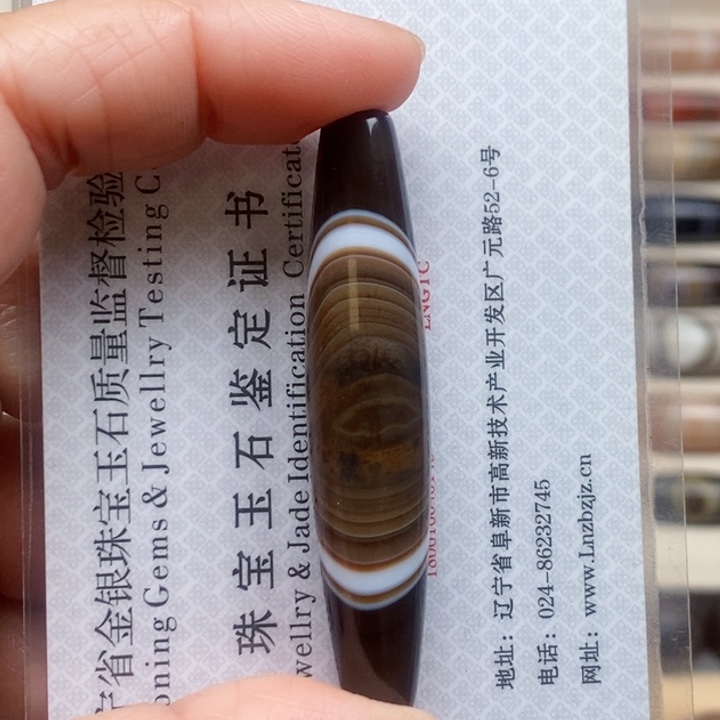 宁省金银珠宝玉石质量监督检验
oning Gems & Jewellry Testing C
珠宝玉石鉴定证书
wellry & Jade Identification Certificat
LNGTC
地址：辽宁省阜新市高新技术产业开发区广元路52-6号
电话：024-86232745
网址：www.Lnzbzjz.cn